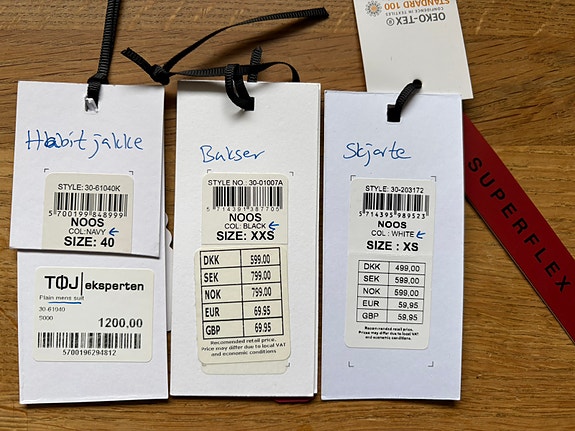 OEKO-TEX®
CONFIDENCE IN TEXTILES
STANDARD 100
SUPERFLEX
Habitjakke
STYLE: 30-61040K
5700199848999
NOOS
COL:NAVY
SIZE: 40
TØJeksperten
Plain mens suit
30-61040
5000
1200,00
5700196294812
Bukser
STYLE NO : 30-01007A
5714391387705
NOOS
COL: BLACK
SIZE: XXS
DKK 599.00
SEK 799.00
NOK 799.00
EUR 69.95
GBP 69.95
Recomended retail price.
Price may differ due to local VAT
and economic conditions
Skjorte
STYLE: 30-203172
5714393989523
NOOS
COL : WHITE
SIZE: XS
DKK 499,00
SEK 599,00
NOK 599,00
EUR 59,95
GBP 59,95
Recommended retail price.
Price may differ due to local VAT
and economic conditions.